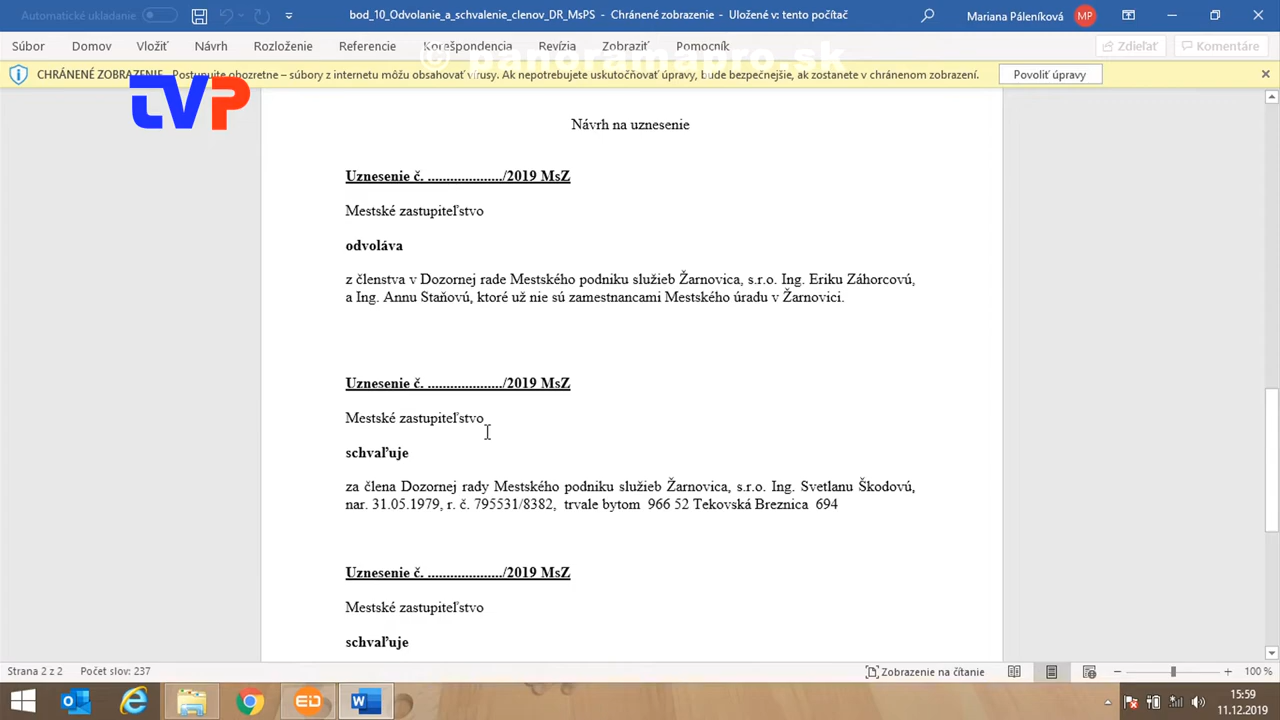 Automatické ukladanie
bod_10_Odvolanie_a_schvalenie_clenov_DR_MsPS - Chránené zobrazenie - Uložené v: tento počítač
Mariana Páleníková
MP
Súbor Domov Vložiť Návrh Rozloženie Referencie Korešpondencia Revízia Zobraziť Pomocník Zdieľať Komentáre
© panoramapro.sk
CHRÁNENÉ ZOBRAZENIE Postupujte obozretne – súbory z internetu môžu obsahovať vírusy. Ak nepotrebujete uskutočňovať úpravy, bude bezpečnejšie, ak zostanete v chránenom zobrazení. Povoliť úpravy
tVP
Návrh na uznesenie
Uznesenie č. ...................../2019 MsZ
Mestské zastupiteľstvo
odvoláva
z členstva v Dozornej rade Mestského podniku služieb Žarnovica, s.r.o. Ing. Eriku Záhorcovú,
a Ing. Annu Staňovú, ktoré už nie sú zamestnancami Mestského úradu v Žarnovici.
Uznesenie č. ...................../2019 MsZ
Mestské zastupiteľstvo
schvaľuje
za člena Dozornej rady Mestského podniku služieb Žarnovica, s.r.o. Ing. Svetlanu Škodovú,
nar. 31.05.1979, r. č. 795531/8382, trvale bytom 966 52 Tekovská Breznica 694
Uznesenie č. ...................../2019 MsZ
Mestské zastupiteľstvo
schvaľuje
Strana 2 z 2 Počet slov: 237 Zobrazenie na čítanie 100 %
15:59
11.12.2019